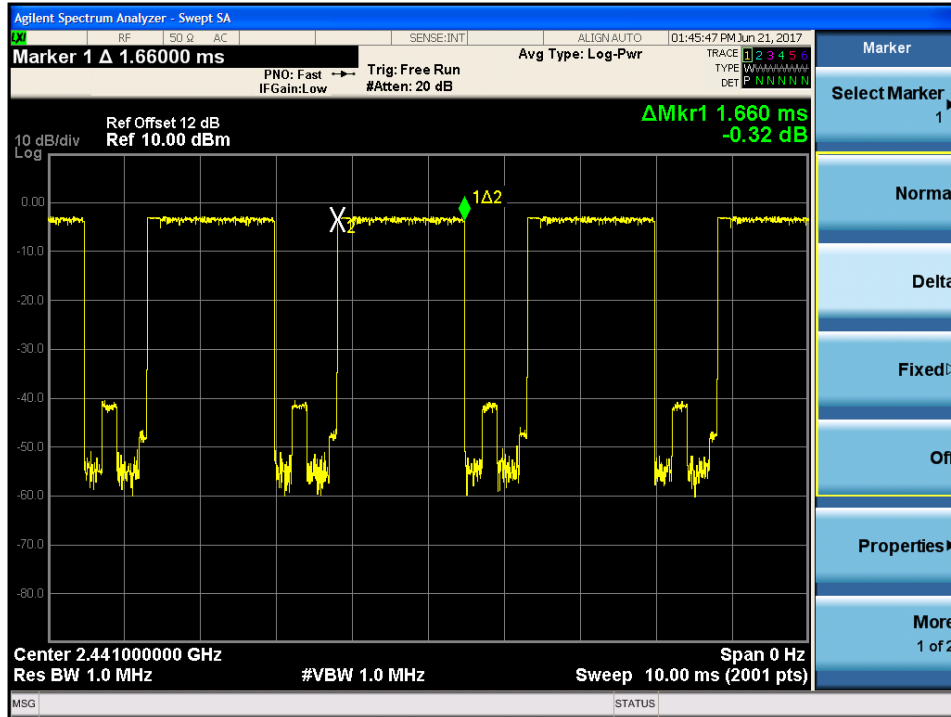 Agilent Spectrum Analyzer - Swept SA
LXI RF 50 Ω AC SENSE:INT ALIGN AUTO 01:45:47 PM Jun 21, 2017
Marker 1 Δ 1.66000 ms
PNO: Fast
IFGain:Low
Trig: Free Run
#Atten: 20 dB
Avg Type: Log-Pwr
TRACE 1 2 3 4 5 6
TYPE W
DET P N N N N N
ΔMkr1 1.660 ms
-0.32 dB
Ref Offset 12 dB
10 dB/div Ref 10.00 dBm
Log
0.00
-10.0
-20.0
-30.0
-40.0
-50.0
-60.0
-70.0
-80.0
1Δ2
X2
Center 2.441000000 GHz Span 0 Hz
Res BW 1.0 MHz #VBW 1.0 MHz Sweep 10.00 ms (2001 pts)
MSG STATUS
Marker
Select Marker
1
Norma
Delta
Fixed
Off
Properties
More
1 of 2